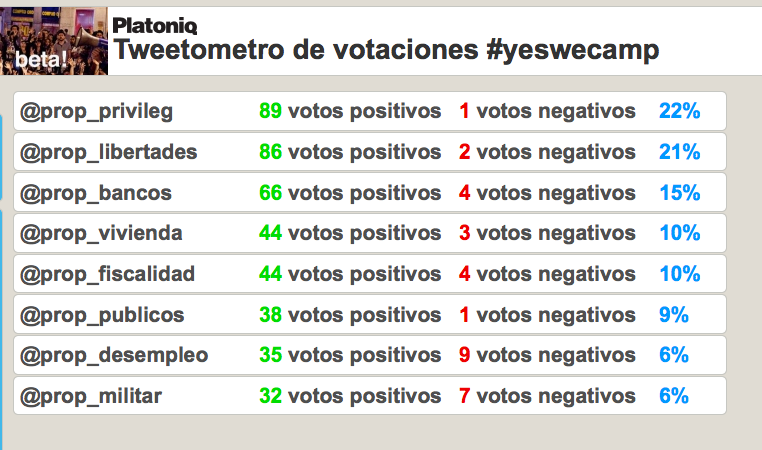 beta!
Platoniq
Tweetometro de votaciones #yeswecamp
@prop_privileg 89 votos positivos 1 votos negativos 22%
@prop_libertades 86 votos positivos 2 votos negativos 21%
@prop_bancos 66 votos positivos 4 votos negativos 15%
@prop_vivienda 44 votos positivos 3 votos negativos 10%
@prop_fiscalidad 44 votos positivos 4 votos negativos 10%
@prop_publicos 38 votos positivos 1 votos negativos 9%
@prop_desempleo 35 votos positivos 9 votos negativos 6%
@prop_militar 32 votos positivos 7 votos negativos 6%